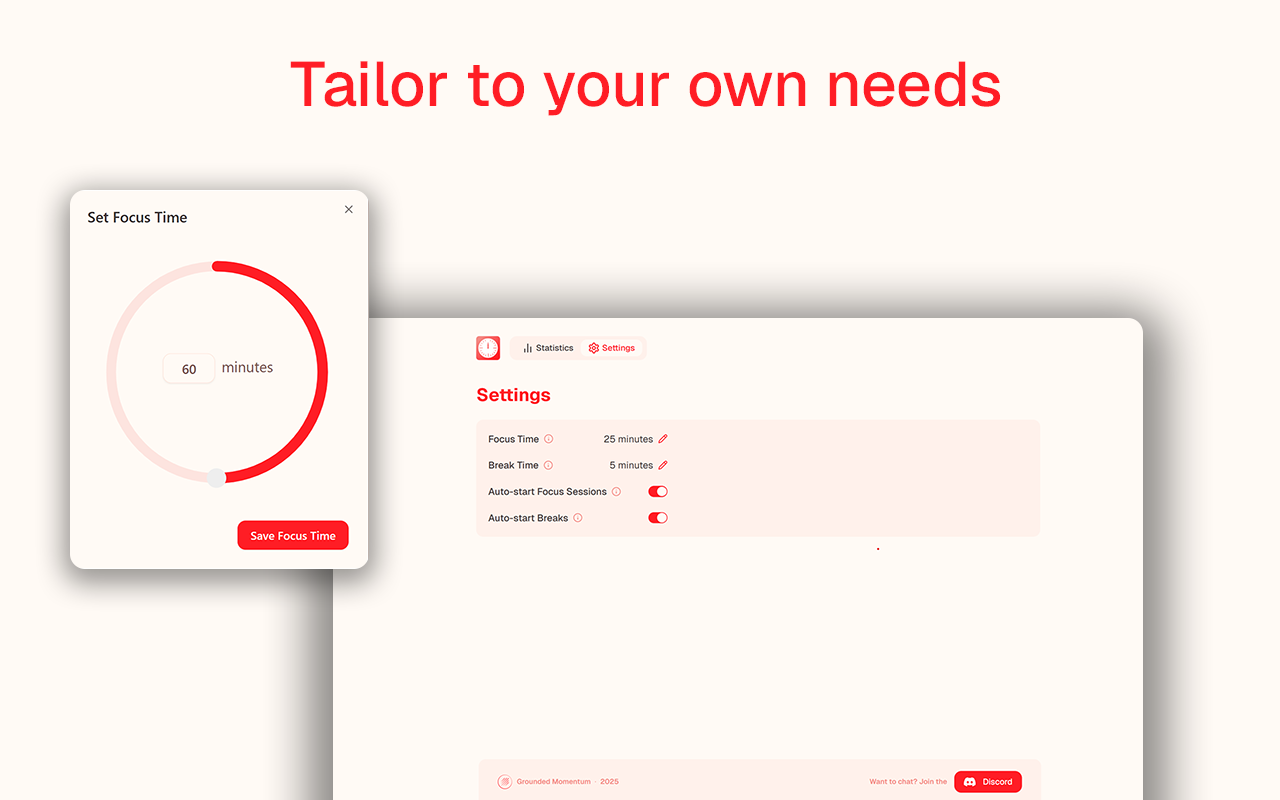 Tailor to your own needs
Set Focus Time
60 minutes
Save Focus Time
Statistics Settings
Settings
Focus Time 25 minutes
Break Time 5 minutes
Auto-start Focus Sessions
Auto-start Breaks
Grounded Momentum · 2025 Want to chat? Join the Discord